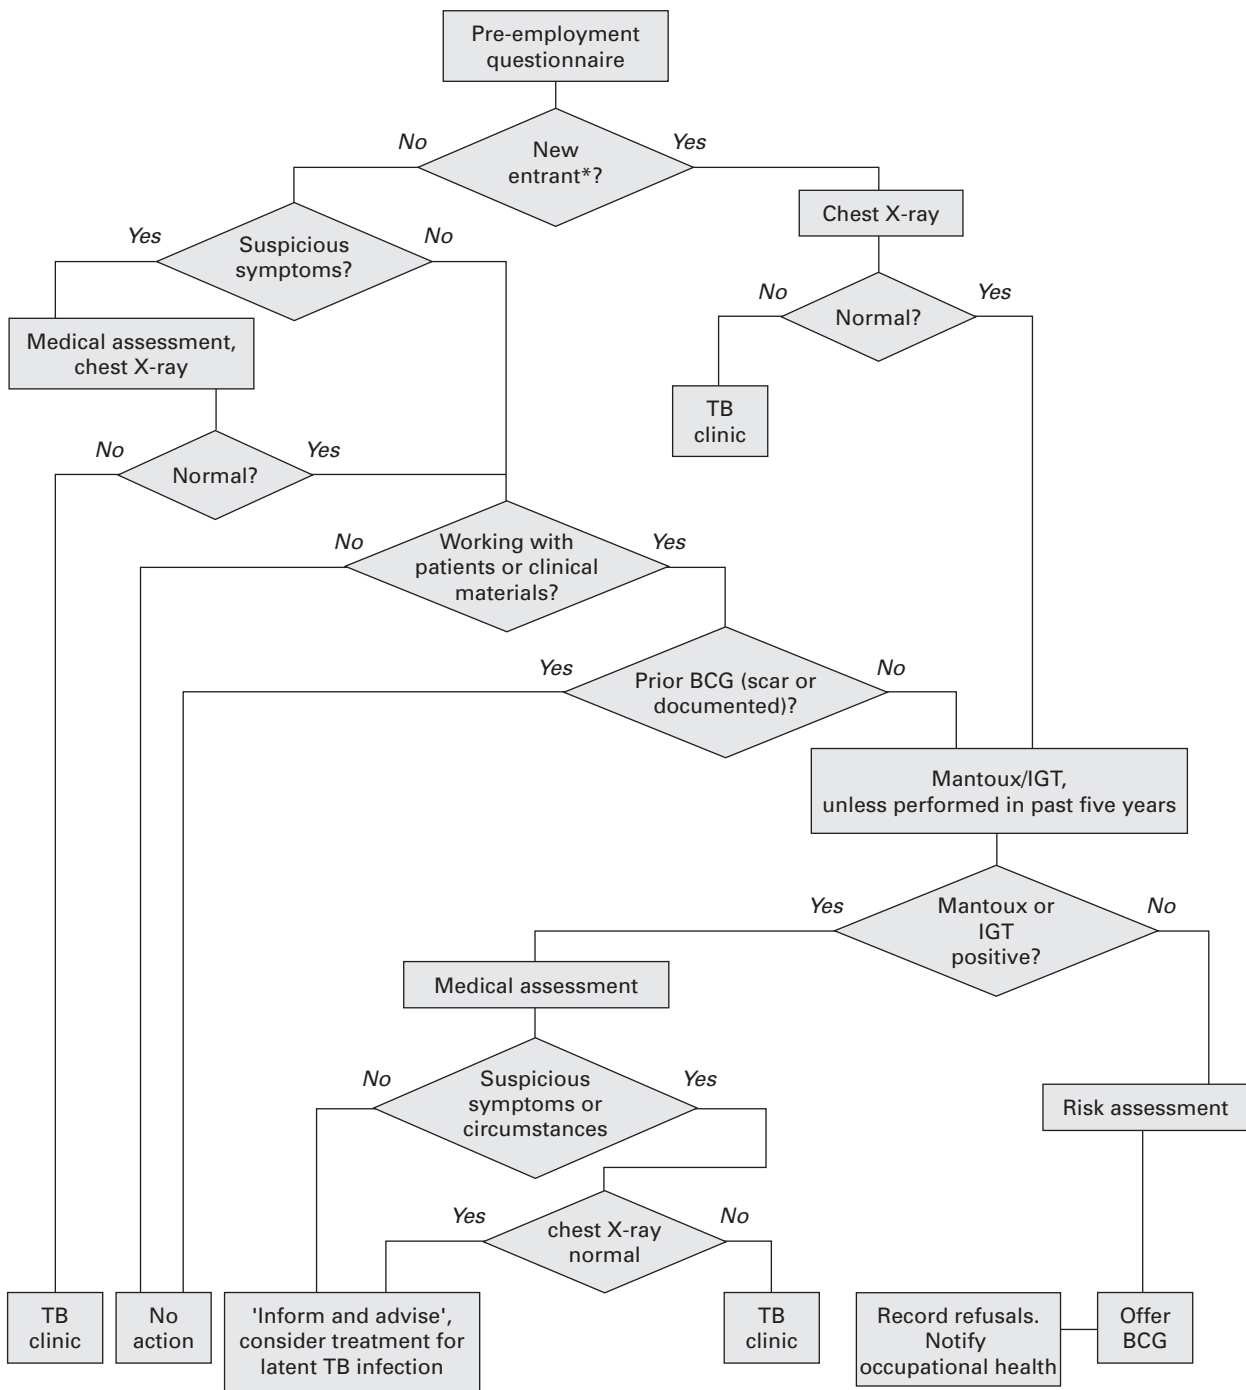 Pre-employment
questionnaire
No
New
entrant*?
Yes
Chest X-ray
Yes
Suspicious
symptoms?
No
No
Normal?
Yes
Medical assessment,
chest X-ray
TB
clinic
No
Normal?
Yes
No
Working with
patients or clinical
materials?
Yes
Yes
Prior BCG (scar or
documented)?
No
Mantoux/IGT,
unless performed in past five years
Yes
Mantoux or
IGT
positive?
No
Medical assessment
No
Suspicious
symptoms or
circumstances
Yes
Risk assessment
Yes
chest X-ray
normal
No
TB
clinic
No
action
'Inform and advise',
consider treatment for
latent TB infection
TB
clinic
Record refusals.
Notify
occupational health
Offer
BCG